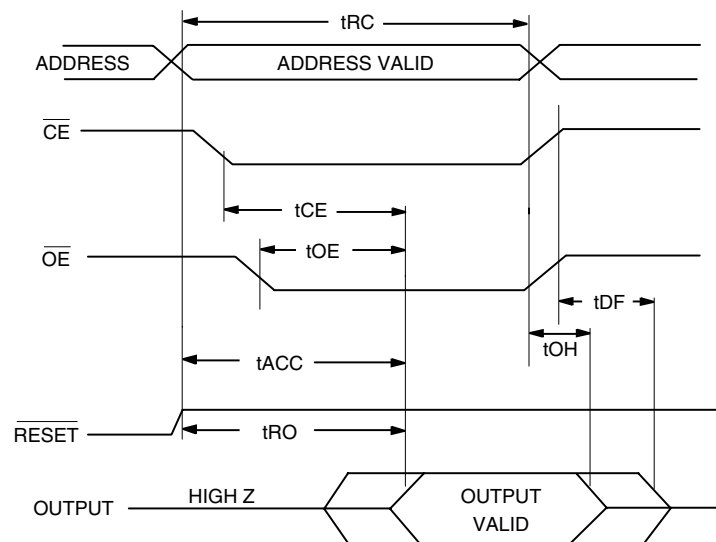 tRC
ADDRESS
ADDRESS VALID
CE
tCE
tOE
OE
tDF
tOH
tACC
RESET
tRO
HIGH Z
OUTPUT
OUTPUT
VALID